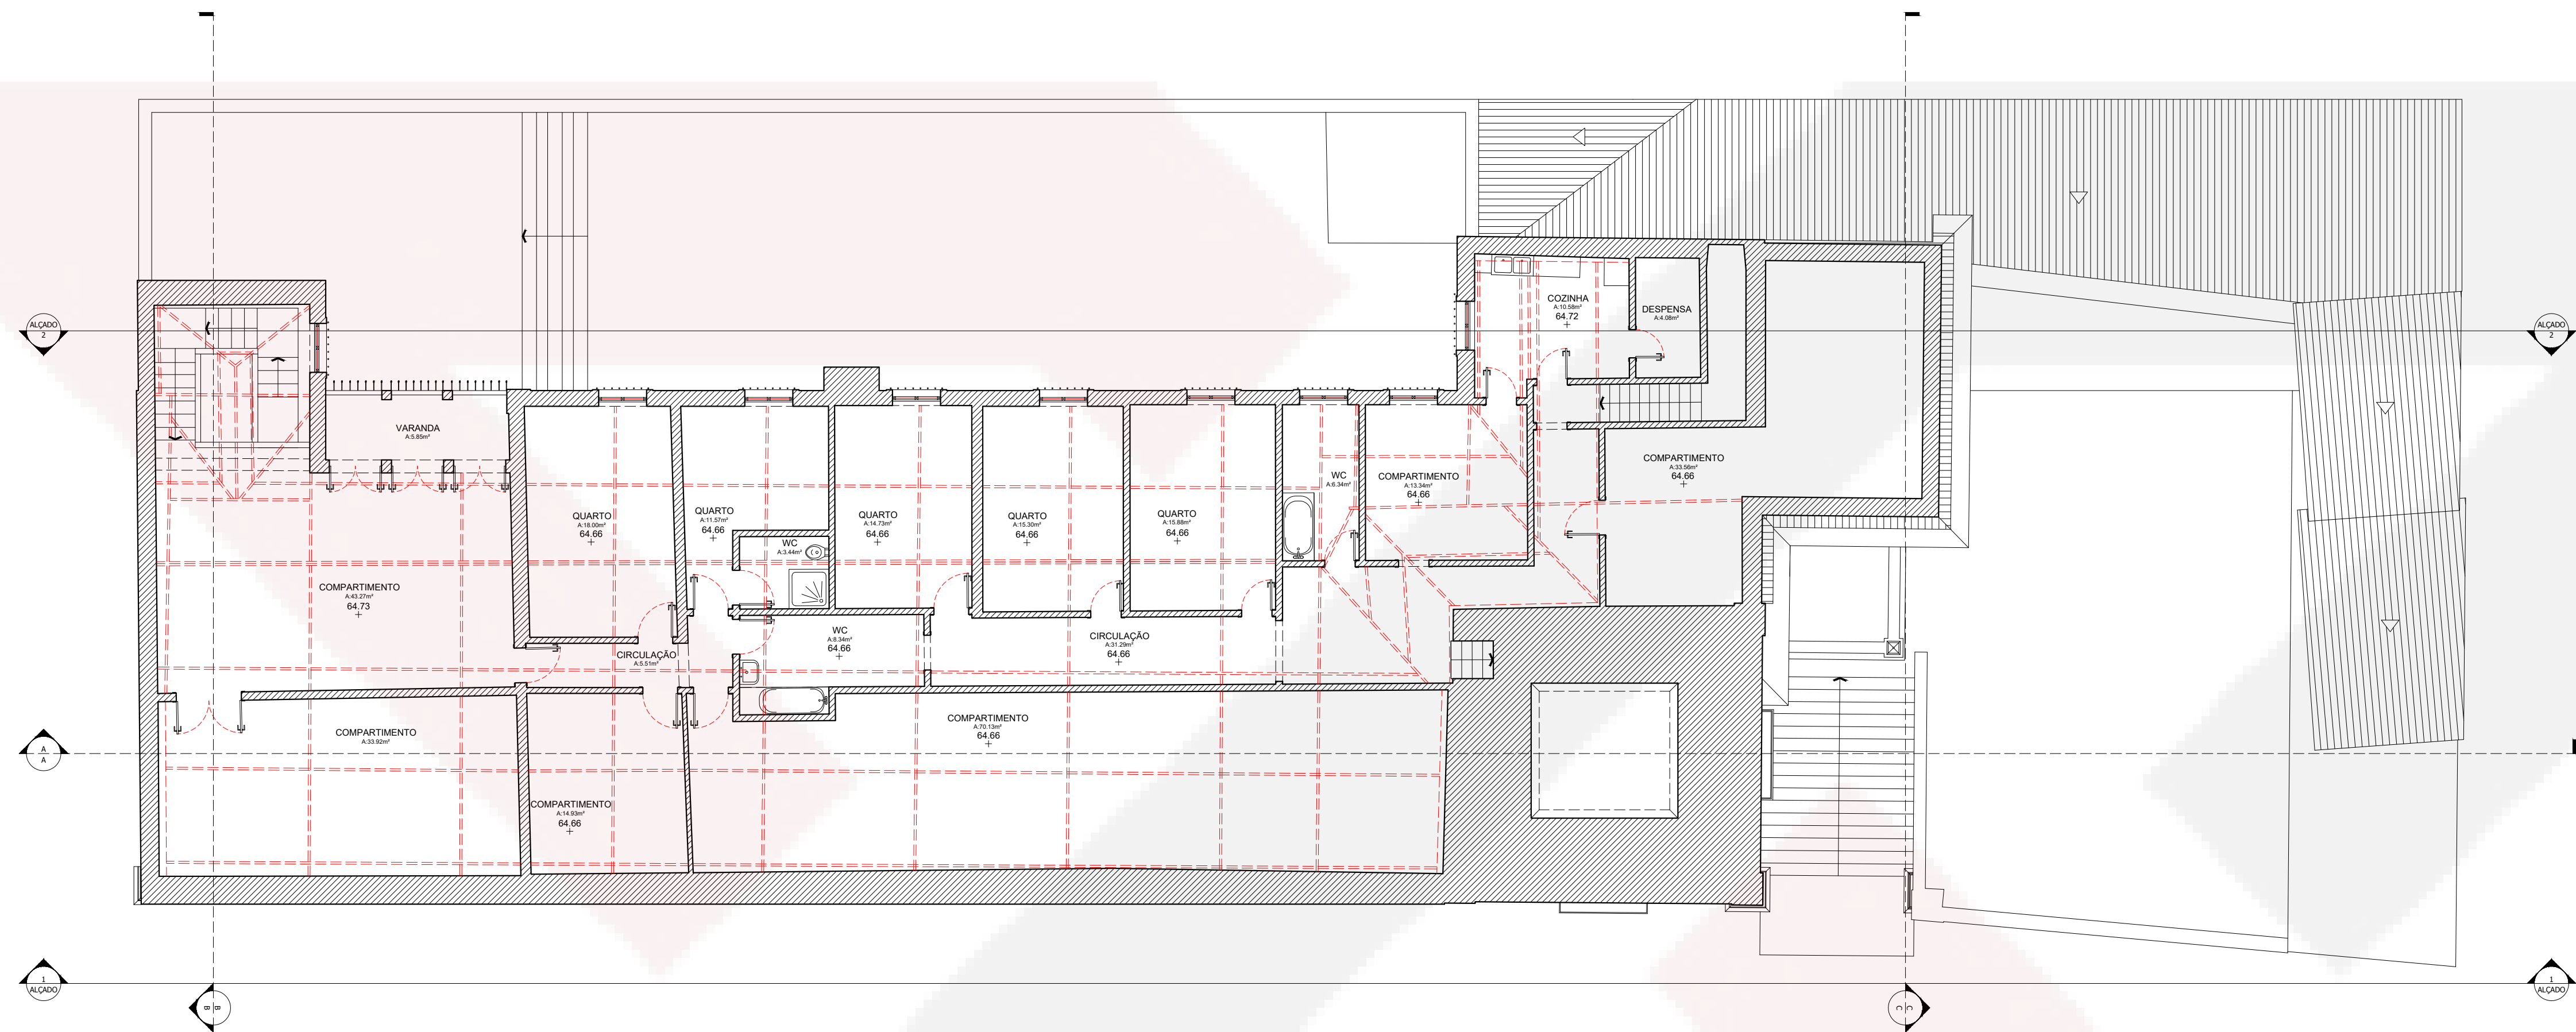 ALÇADO
2
ALÇADO
2
COZINHA
A:10.58m²
64.72
DESPENSA
A:4.08m²
VARANDA
A:5.85m²
COMPARTIMENTO
A:33.56m²
64.66
WC
A:6.34m²
COMPARTIMENTO
A:13.34m²
64.66
QUARTO
A:18.00m²
64.66
QUARTO
A:11.57m²
64.66
QUARTO
A:14.73m²
64.66
QUARTO
A:15.30m²
64.66
QUARTO
A:15.88m²
64.66
WC
A:3.44m²
COMPARTIMENTO
A:43.27m²
64.73
WC
A:8.34m²
64.66
CIRCULAÇÃO
A:31.29m²
64.66
CIRCULAÇÃO
A:5.51m²
COMPARTIMENTO
A:33.92m²
COMPARTIMENTO
A:70.13m²
64.66
A
A
COMPARTIMENTO
A:14.93m²
64.66
1
ALÇADO
1
ALÇADO
B B
C C